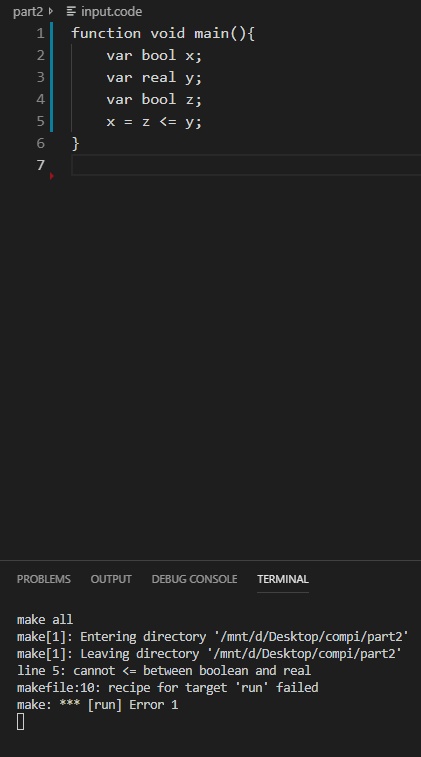 part2 input.code
1 function void main(){
2 var bool x;
3 var real y;
4 var bool z;
5 x = z <= y;
6 }
7
PROBLEMS OUTPUT DEBUG CONSOLE TERMINAL
make all
make[1]: Entering directory '/mnt/d/Desktop/compi/part2'
make[1]: Leaving directory '/mnt/d/Desktop/compi/part2'
line 5: cannot <= between boolean and real
makefile:10: recipe for target 'run' failed
make: *** [run] Error 1